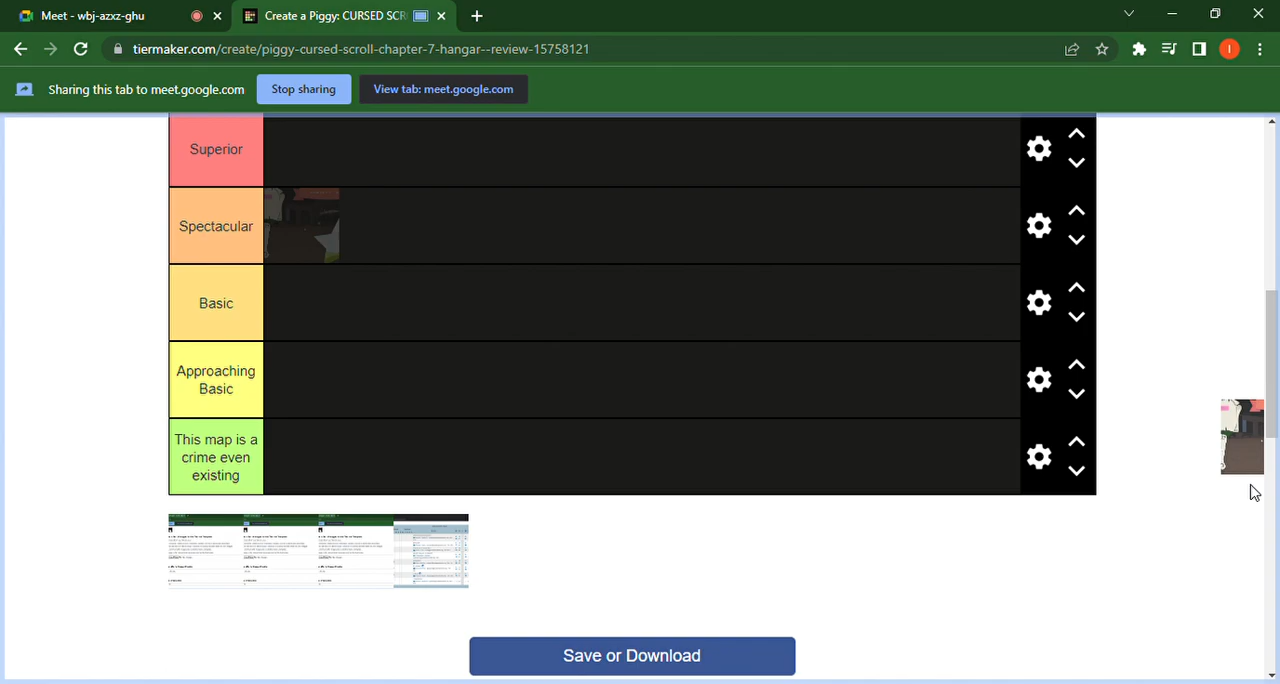 Meet - wbj-azxz-ghu
Create a Piggy: CURSED SCR
tiermaker.com/create/piggy-cursed-scroll-chapter-7-hangar--review-15758121
I
Sharing this tab to meet.google.com
Stop sharing
View tab: meet.google.com
Superior
Spectacular
Basic
Approaching
Basic
This map is a
crime even
existing
Save or Download